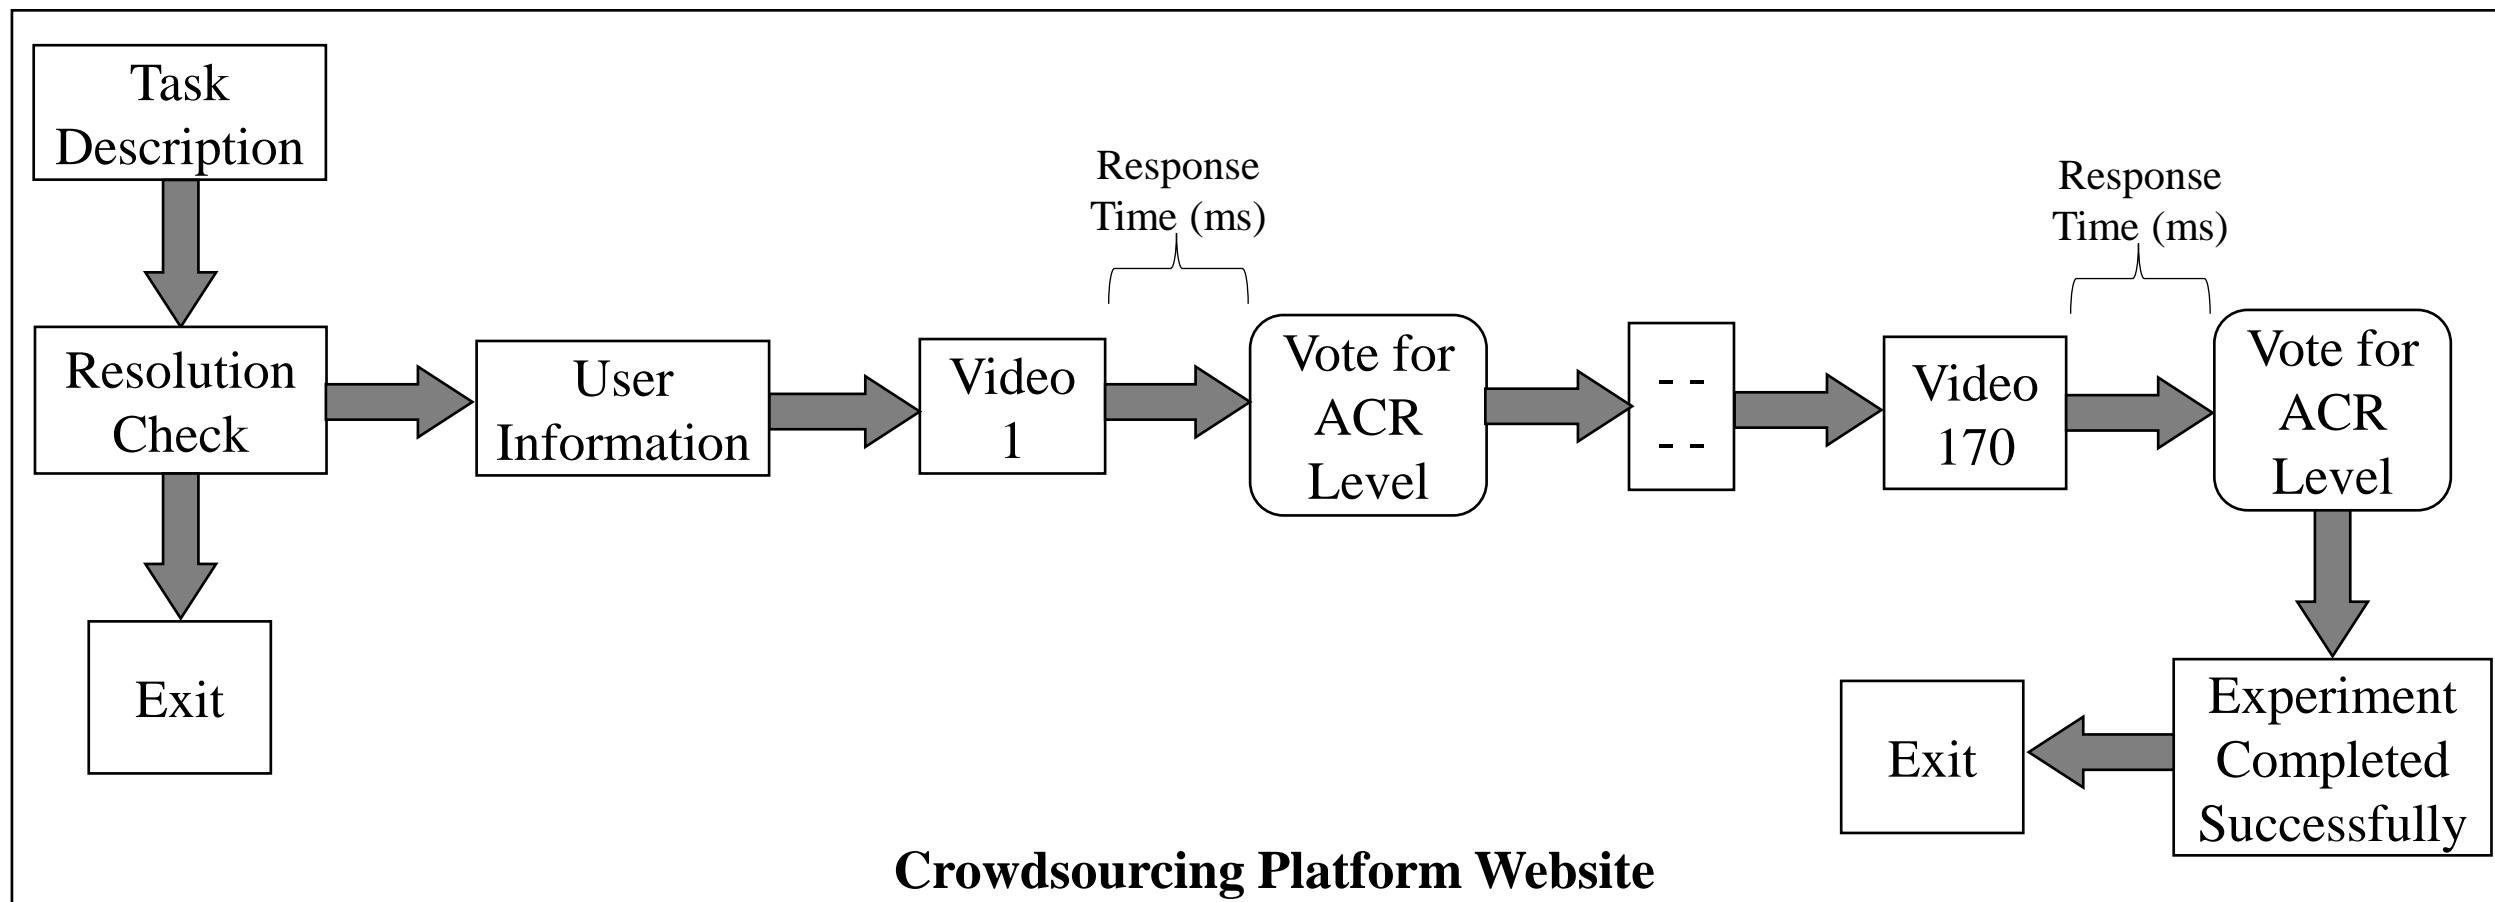 Task
Description
Resolution
Check
Exit
User
Information
Video
1
Response
Time (ms)
Vote for
ACR
Level
- -
- -
Video
170
Response
Time (ms)
Vote for
ACR
Level
Experiment
Completed
Successfully
Exit
Crowdsourcing Platform Website